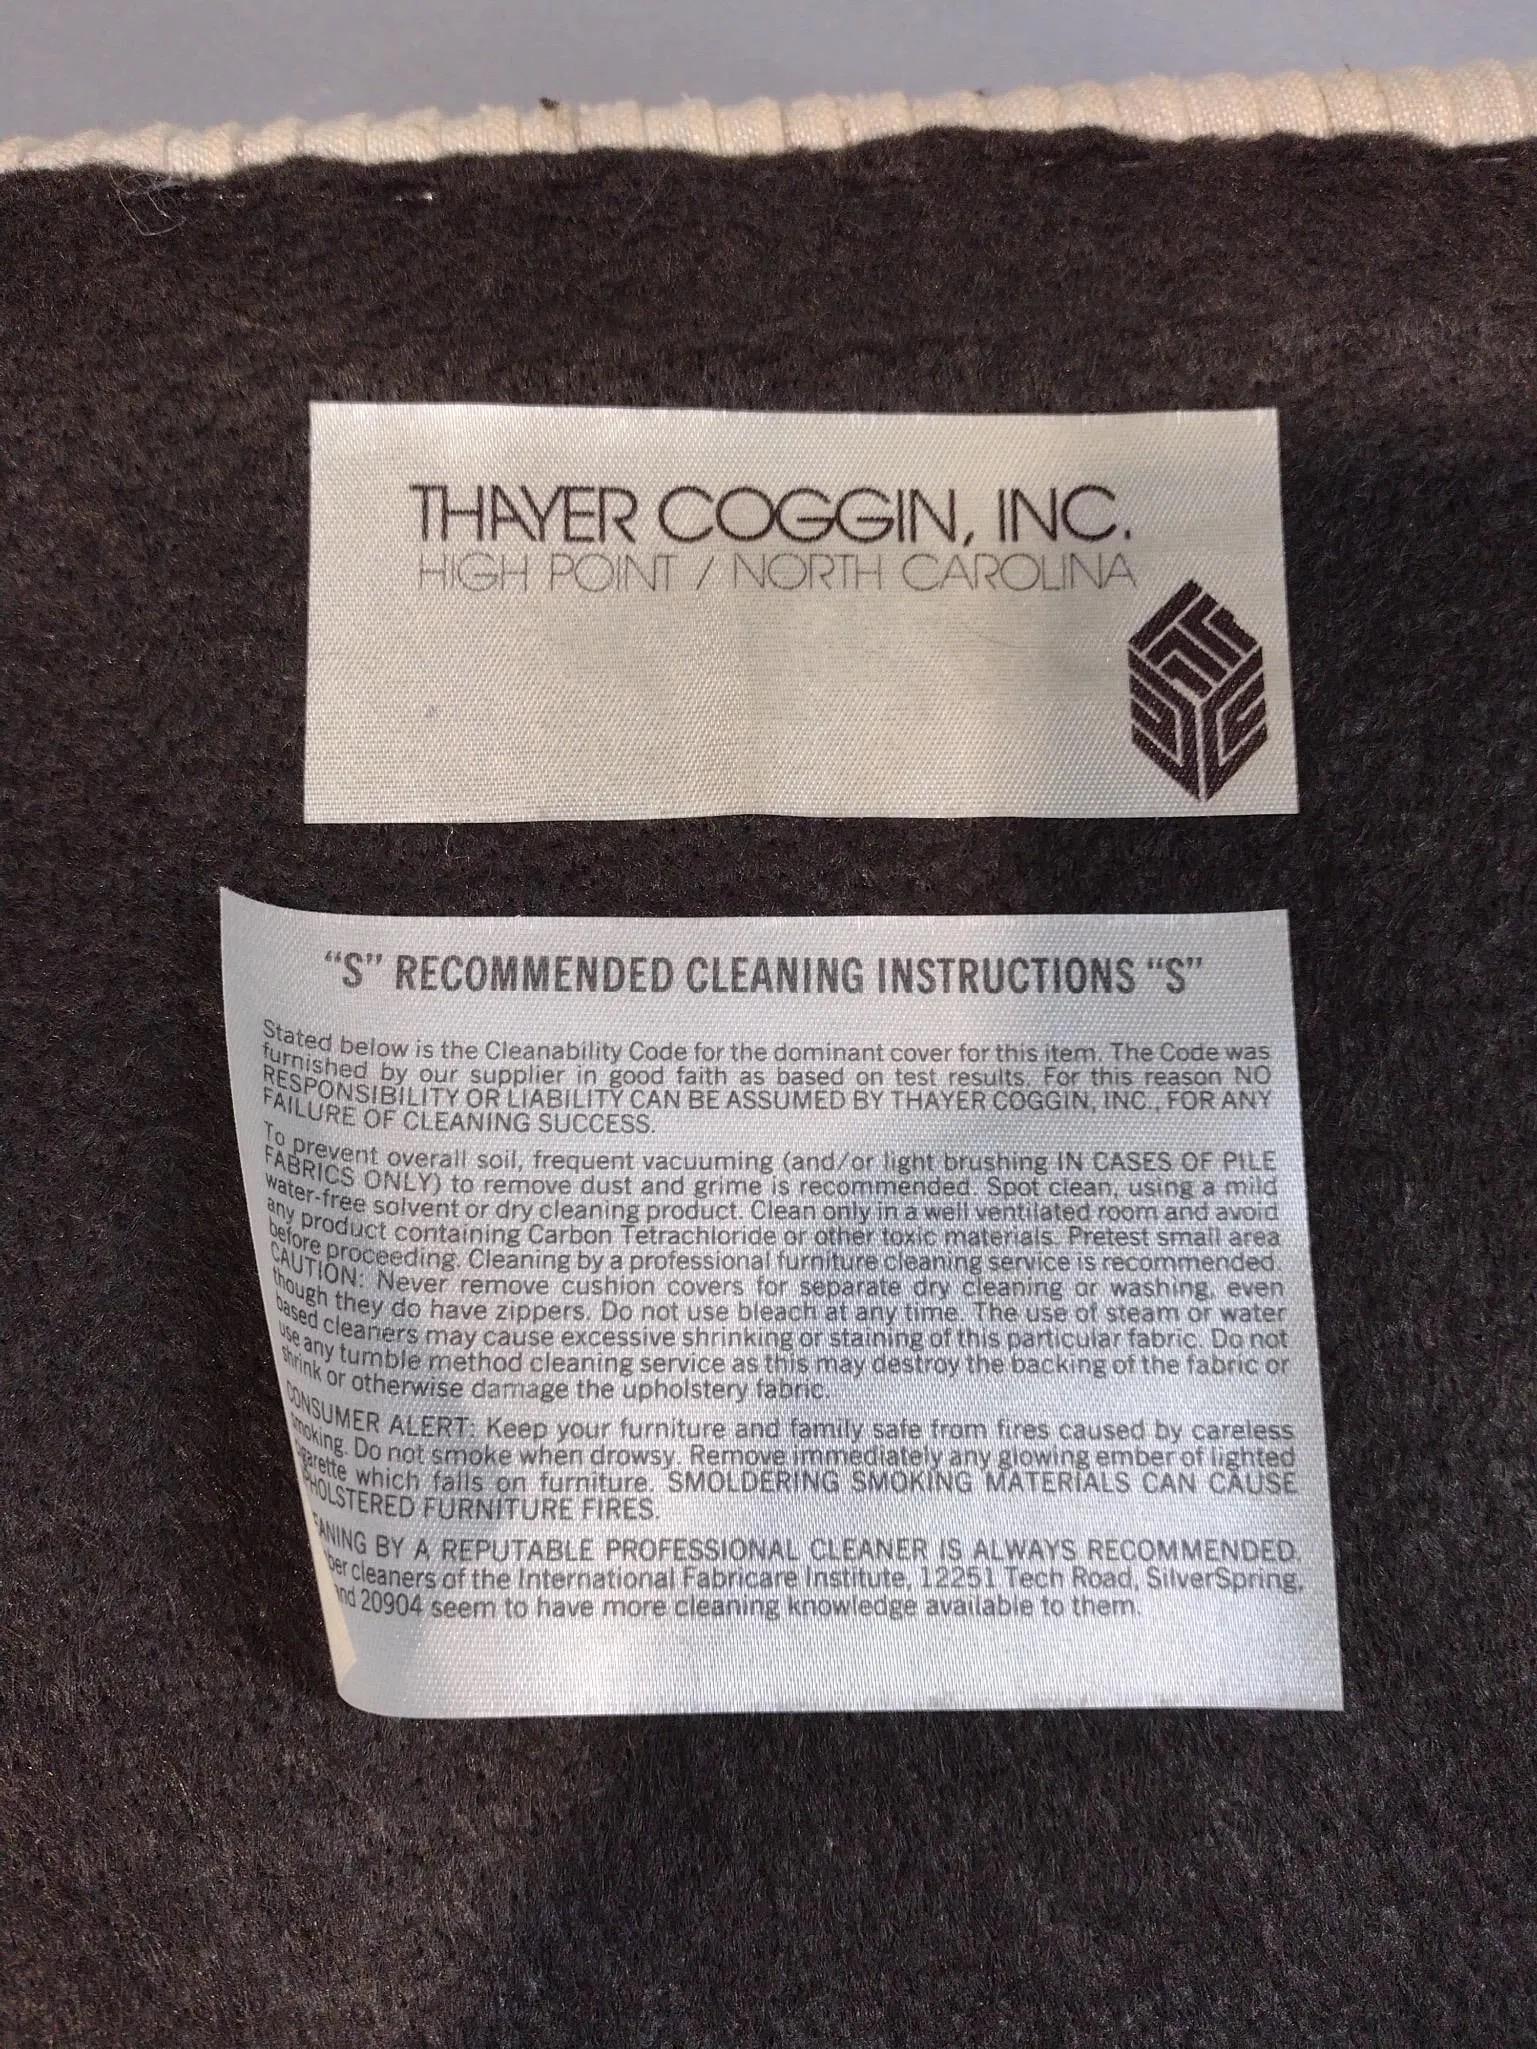 THAYER COGGIN, INC.
HIGH POINT / NORTH CAROLINA
"S" RECOMMENDED CLEANING INSTRUCTIONS "S"
Stated below is the Cleanability Code for the dominant cover for this item. The Code was
furnished by our supplier in good faith as based on test results. For this reason NO
RESPONSIBILITY OR LIABILITY CAN BE ASSUMED BY THAYER COGGIN, INC., FOR ANY
FAILURE OF CLEANING SUCCESS.
To prevent overall soil, frequent vacuuming (and/or light brushing IN CASES OF PILE
FABRICS ONLY) to remove dust and grime is recommended. Spot clean, using a mild
water-free solvent or dry cleaning product. Clean only in a well ventilated room and avoid
any product containing Carbon Tetrachloride or other toxic materials. Pretest small area
before proceeding. Cleaning by a professional furniture cleaning service is recommended.
CAUTION: Never remove cushion covers for separate dry cleaning or washing, even
though they do have zippers. Do not use bleach at any time. The use of steam or water
based cleaners may cause excessive shrinking or staining of this particular fabric. Do not
use any tumble method cleaning service as this may destroy the backing of the fabric or
shrink or otherwise damage the upholstery fabric.
CONSUMER ALERT: Keep your furniture and family safe from fires caused by careless
smoking. Do not smoke when drowsy. Remove immediately any glowing ember of lighted
garette which falls on furniture. SMOLDERING SMOKING MATERIALS CAN CAUSE
HOLSTERED FURNITURE FIRES.
EANING BY A REPUTABLE PROFESSIONAL CLEANER IS ALWAYS RECOMMENDED.
ber cleaners of the International Fabricare Institute, 12251 Tech Road, SilverSpring,
nd 20904 seem to have more cleaning knowledge available to them.